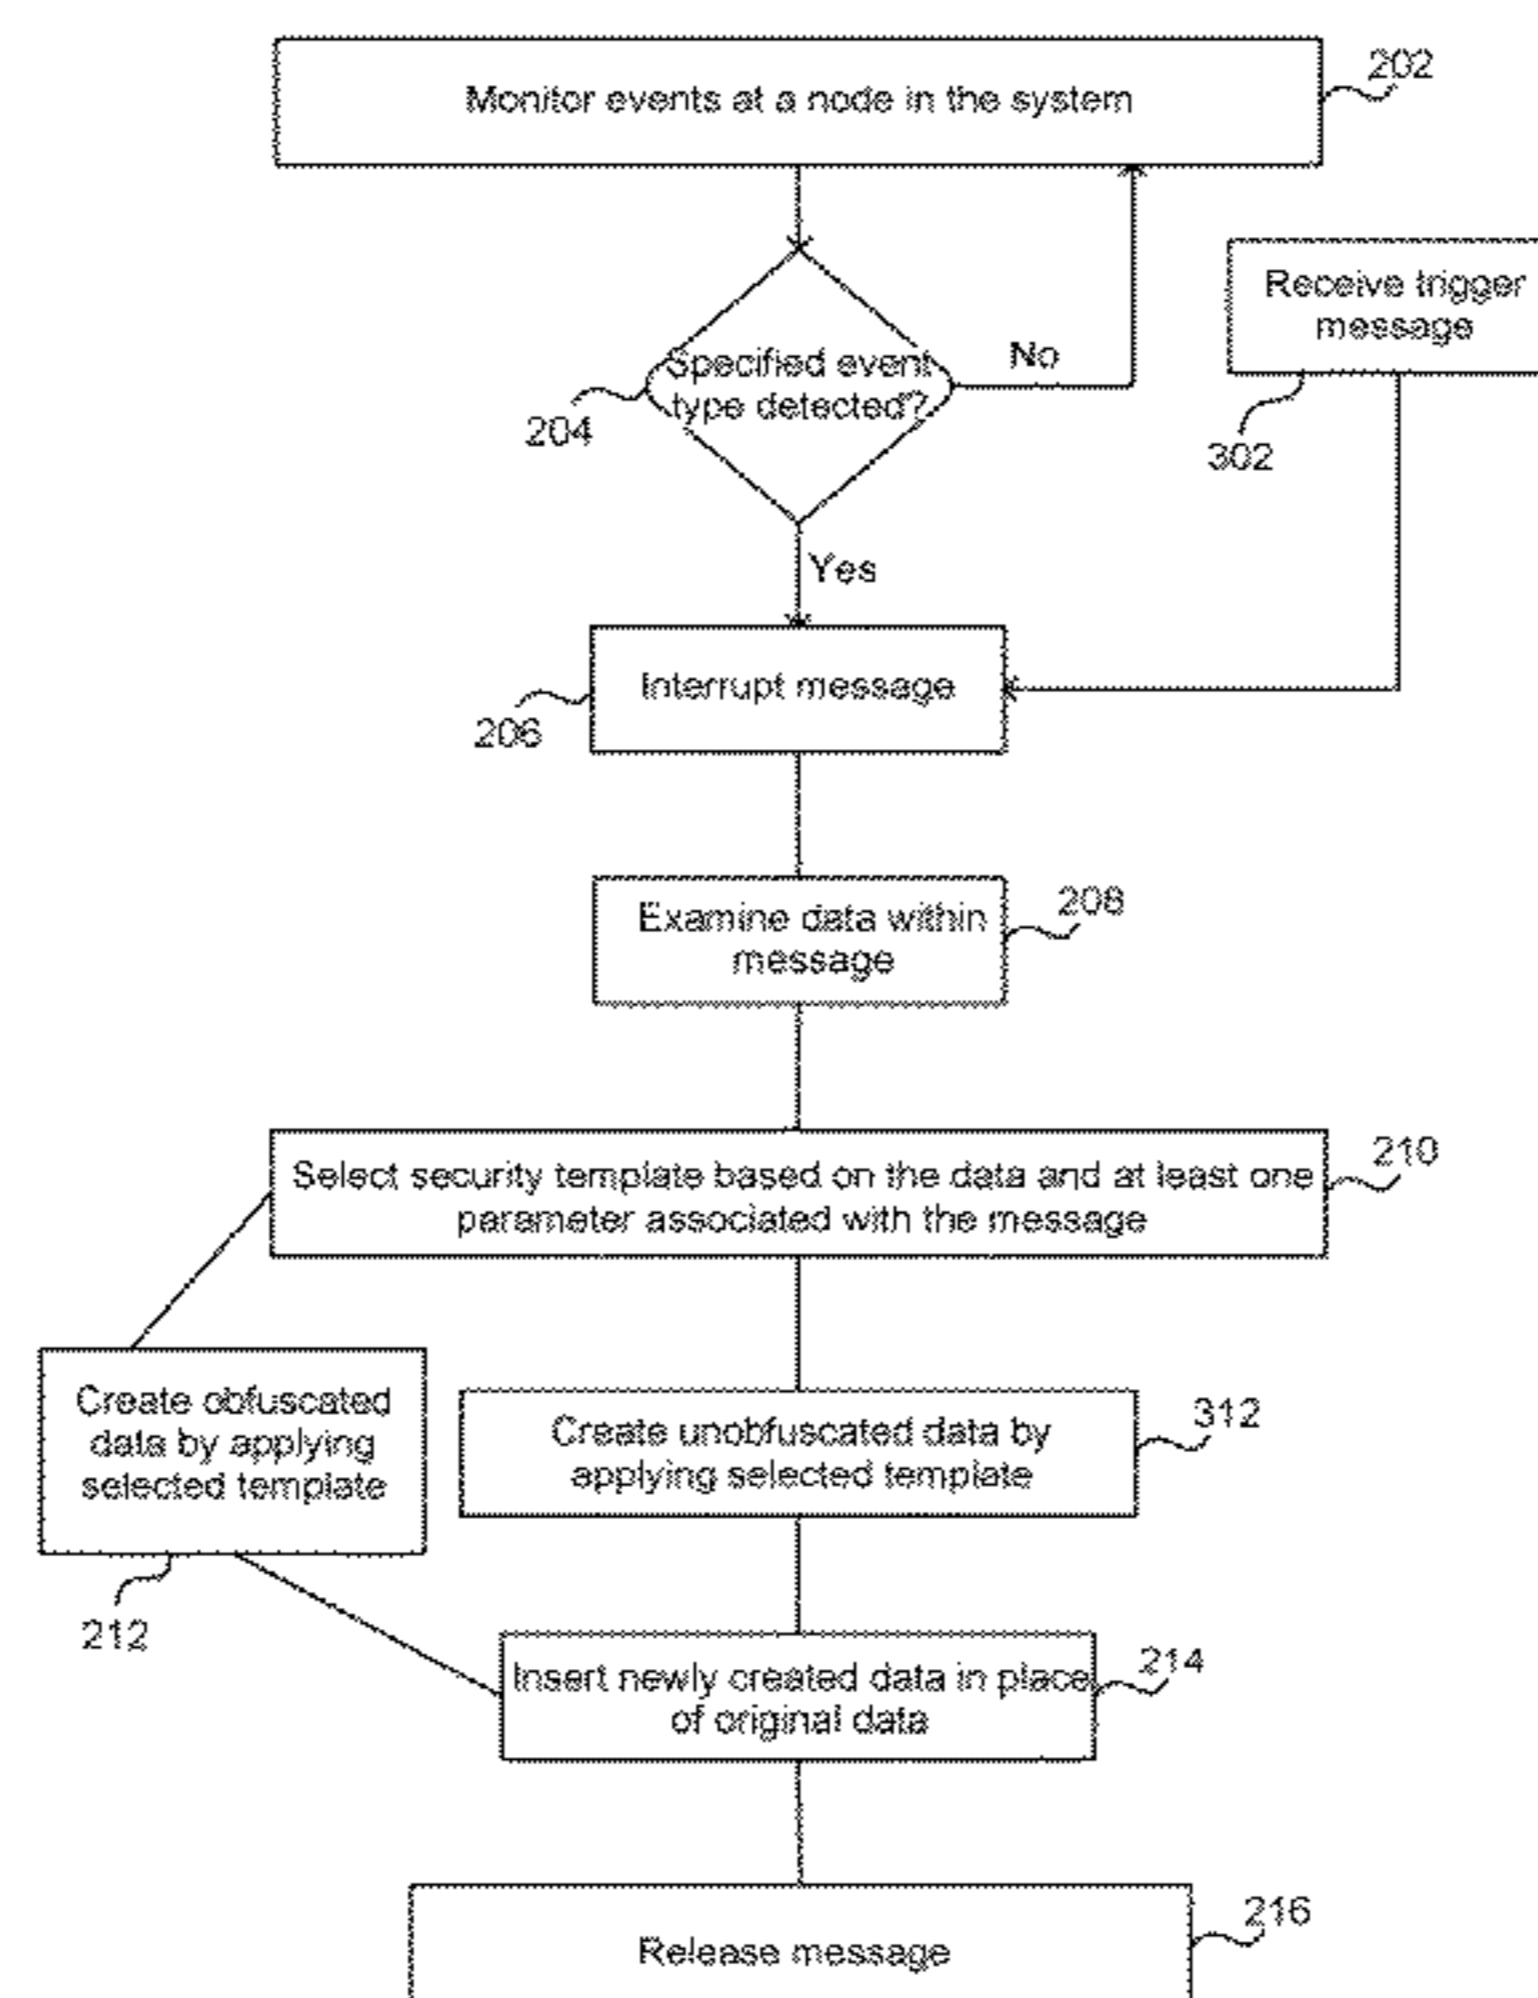 Monitor events at a node in the system
202
Receive trigger
message
302
Specified event
type detected?
204
No
Yes
Interrupt message
206
Examine data within
message
208
Select security template based on the data and at least one
parameter associated with the message
210
Create obfuscated
data by applying
selected template
212
Create unobfuscated data by
applying selected template
312
Insert newly created data in place
of original data
214
Release message
216